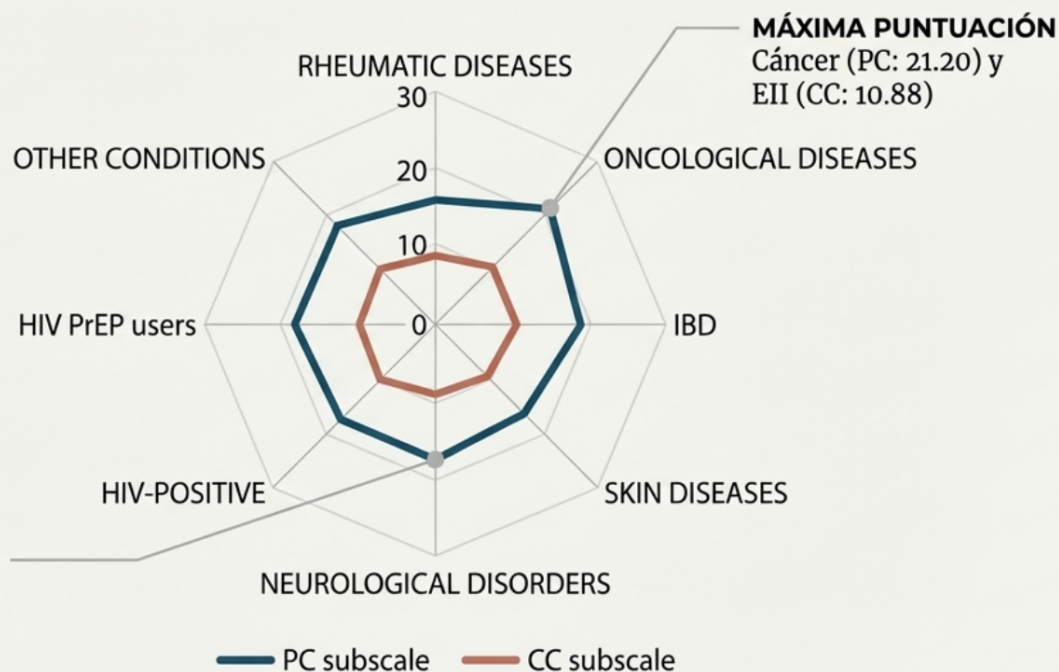 MÁXIMA PUNTUACIÓN
Cáncer (PC: 21.20) y
EII (CC: 10.88)
RHEUMATIC DISEASES
30
OTHER CONDITIONS
ONCOLOGICAL DISEASES
20
10
HIV PrEP users
0
IBD
HIV-POSITIVE
SKIN DISEASES
NEUROLOGICAL DISORDERS
PC subscale
CC subscale